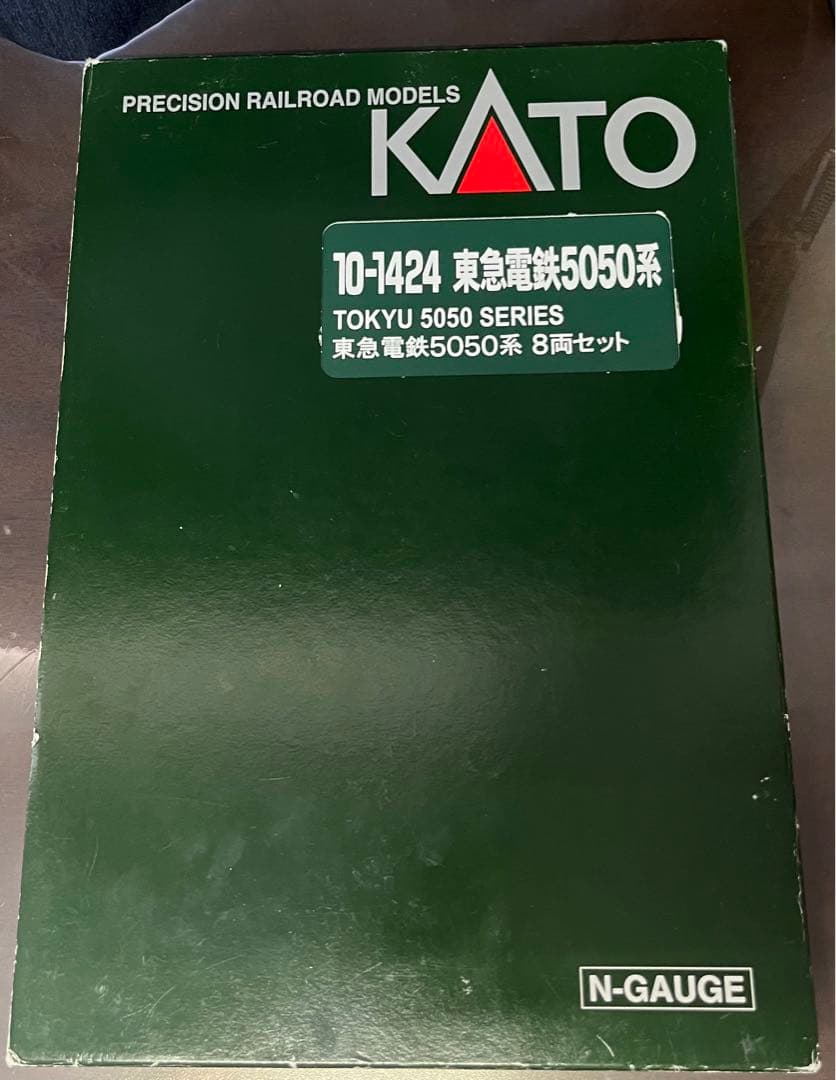 PRECISION RAILROAD MODELS
KATO
10-1424 東急電鉄5050系
TOKYU 5050 SERIES
東急電鉄5050系 8両セット
N-GAUGE